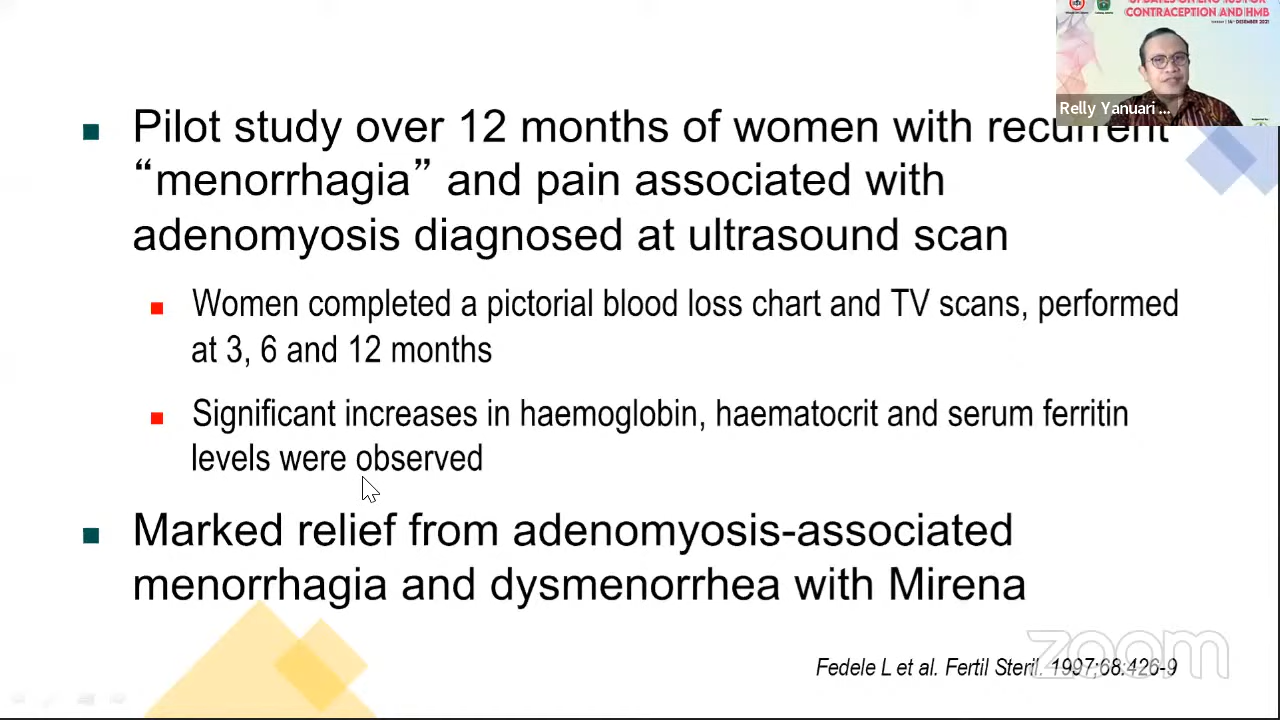 CONTRACEPTION AND HMB
Relly Yanuari ...
Pilot study over 12 months of women with recurrent
“menorrhagia” and pain associated with
adenomyosis diagnosed at ultrasound scan
Women completed a pictorial blood loss chart and TV scans, performed
at 3, 6 and 12 months
Significant increases in haemoglobin, haematocrit and serum ferritin
levels were observed
Marked relief from adenomyosis-associated
menorrhagia and dysmenorrhea with Mirena
Fedele L et al. Fertil Steril. 1997;68:426-9
zoom